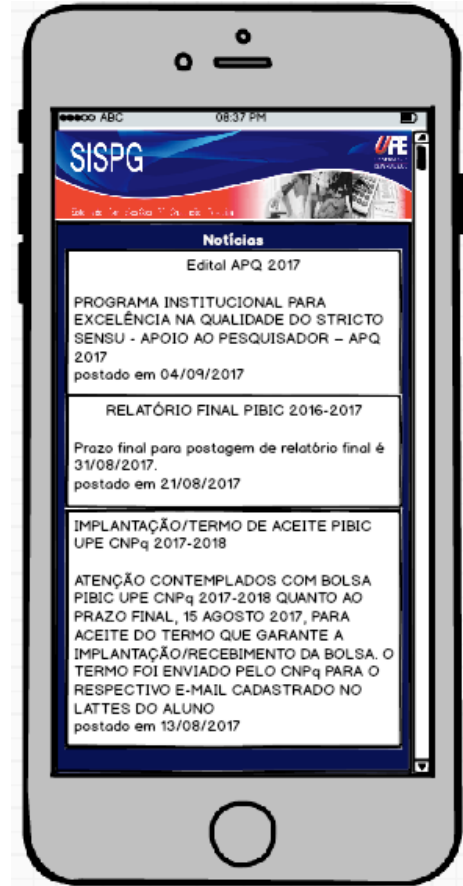 ABC 08:37 PM
SISPG
UPE
Notícias
Edital APQ 2017
PROGRAMA INSTITUCIONAL PARA
EXCELÊNCIA NA QUALIDADE DO STRICTO
SENSU - APOIO AO PESQUISADOR – APQ
2017
postado em 04/09/2017
RELATÓRIO FINAL PIBIC 2016-2017
Prazo final para postagem de relatório final é
31/08/2017.
postado em 21/08/2017
IMPLANTAÇÃO/TERMO DE ACEITE PIBIC
UPE CNPq 2017-2018
ATENÇÃO CONTEMPLADOS COM BOLSA
PIBIC UPE CNPq 2017-2018 QUANTO AO
PRAZO FINAL, 15 AGOSTO 2017, PARA
ACEITE DO TERMO QUE GARANTE A
IMPLANTAÇÃO/RECEBIMENTO DA BOLSA. O
TERMO FOI ENVIADO PELO CNPq PARA O
RESPECTIVO E-MAIL CADASTRADO NO
LATTES DO ALUNO
postado em 13/08/2017